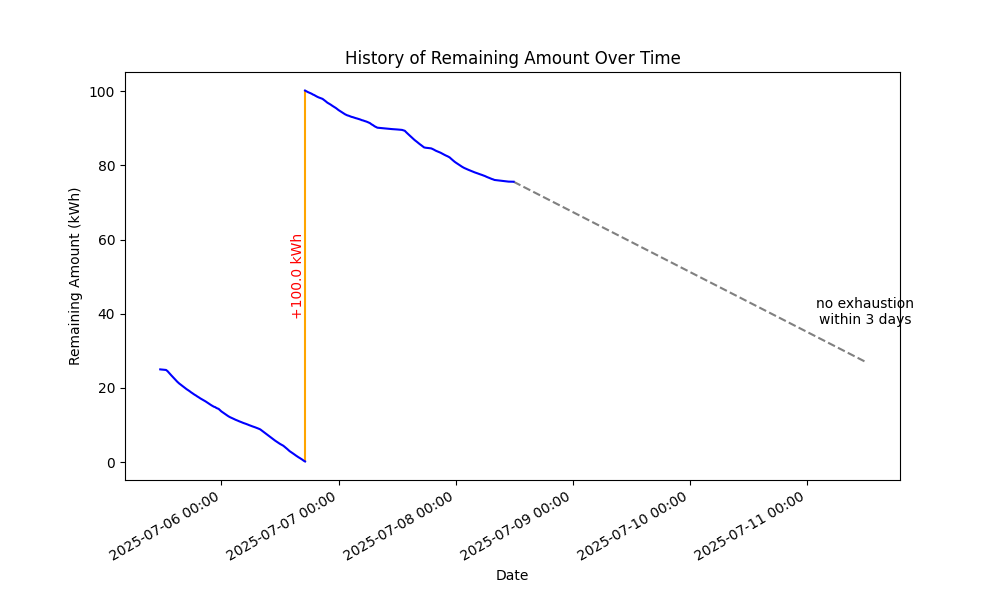 History of Remaining Amount Over Time
Remaining Amount (kWh)
100
80
60
40
20
0
+100.0 kWh
no exhaustion
within 3 days
2025-07-06 00:00
2025-07-07 00:00
2025-07-08 00:00
2025-07-09 00:00
2025-07-10 00:00
2025-07-11 00:00
Date